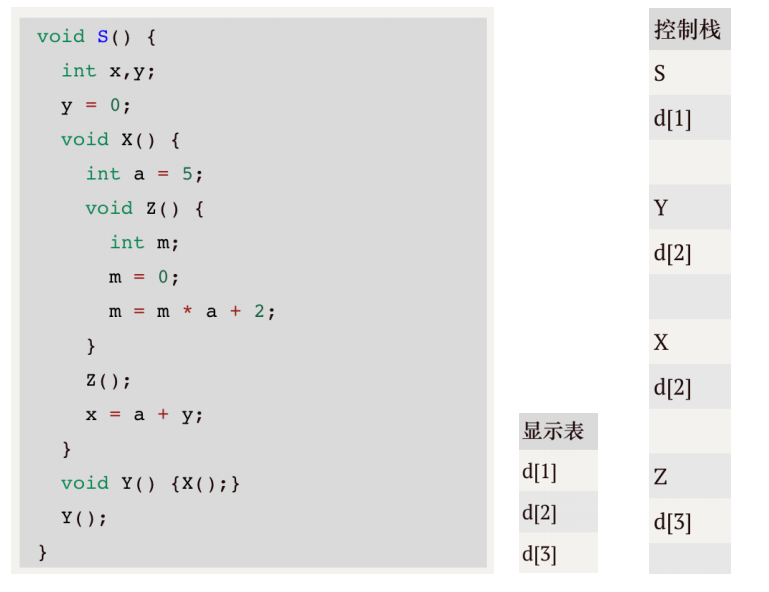 void S() {
int x,y;
y = 0;
void X() {
int a = 5;
void Z() {
int m;
m = 0;
m = m * a + 2;
}
Z();
x = a + y;
}
void Y() {X();}
Y();
}
显示表
d[1]
d[2]
d[3]
控制栈
S
d[1]
Y
d[2]
X
d[2]
Z
d[3]